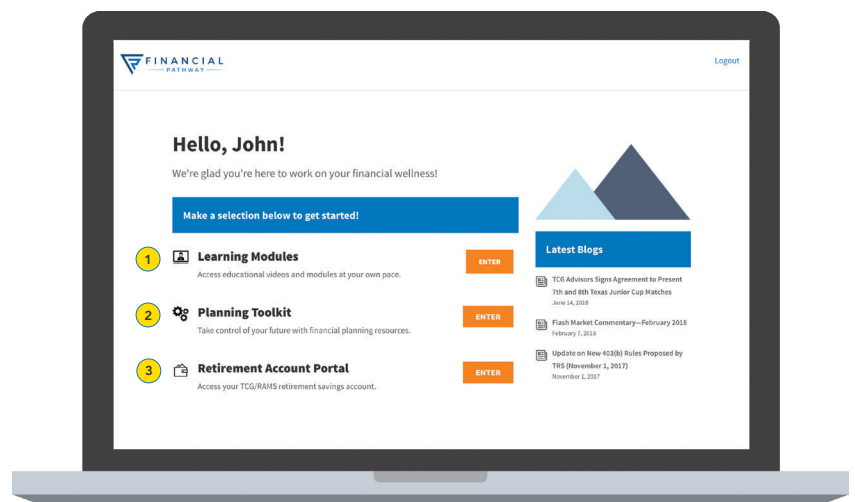 FINANCIAL
PATHWAY
Logout
Hello, John!
We're glad you're here to work on your financial wellness!
Make a selection below to get started!
1
Learning Modules
ENTER
Access educational videos and modules at your own pace.
2
Planning Toolkit
ENTER
Take control of your future with financial planning resources.
3
Retirement Account Portal
ENTER
Access your TCG/RAMS retirement savings account.
Latest Blogs
TCG Advisors Signs Agreement to Present
7th and 8th Texas Junior Cup Matches
June 14, 2018
Flash Market Commentary—February 2018
February 7, 2018
Update on New 403(b) Rules Proposed by
TRS (November 1, 2017)
November 1, 2017